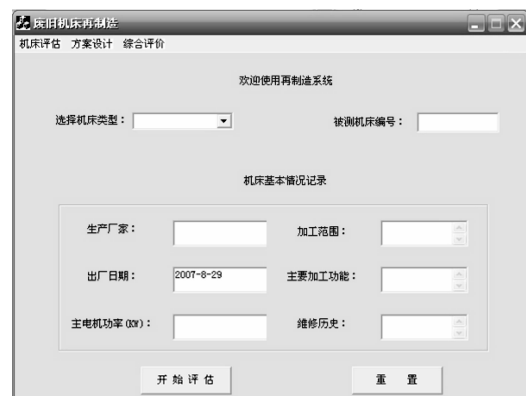 废旧机床再制造
机床评估 方案设计 综合评价
欢迎使用再制造系统
选择机床类型： 被测机床编号：
机床基本情况记录
生产厂家： 加工范围：
出厂日期： 2007-8-29 主要加工功能：
主电机功率(KW)： 维修历史：
开始评估 重 置